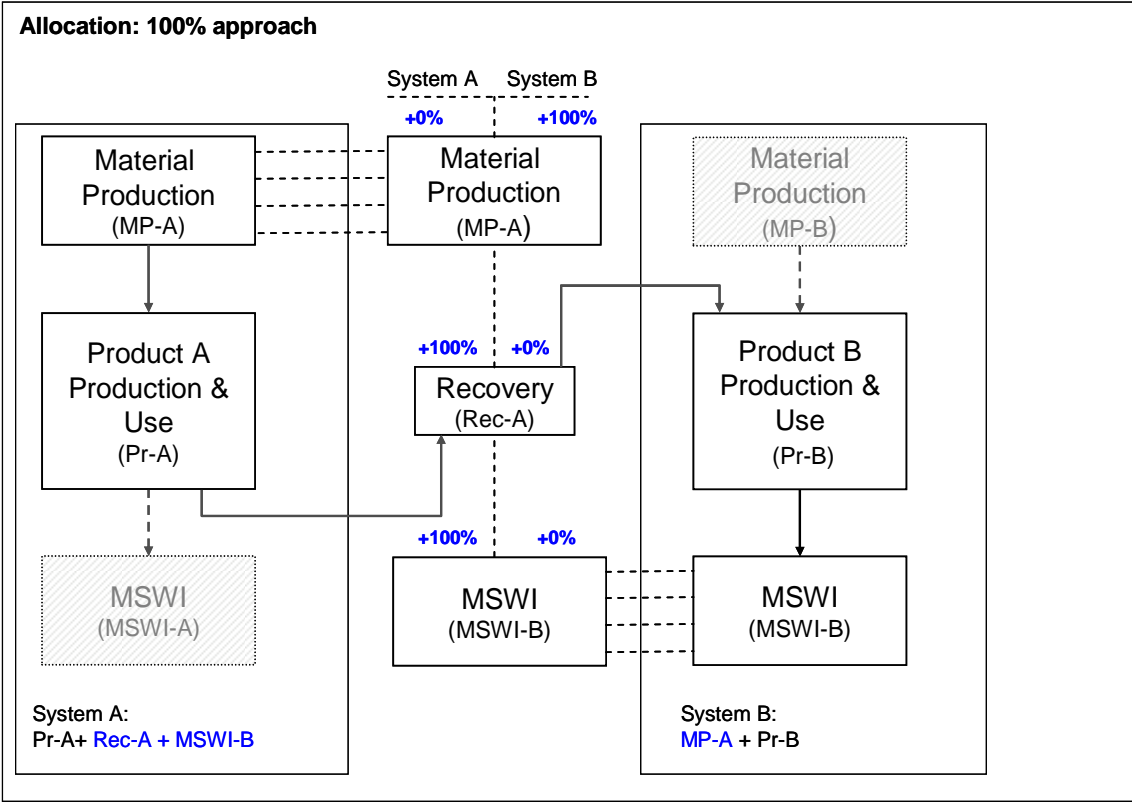 Allocation: 100% approach
System A
System B
+0%
+100%
Material
Production
(MP-A)
Material
Production
(MP-A)
Material
Production
(MP-B)
Product A
Production &
Use
(Pr-A)
+100%
+0%
Recovery
(Rec-A)
Product B
Production &
Use
(Pr-B)
+100%
+0%
MSWI
(MSWI-A)
MSWI
(MSWI-B)
MSWI
(MSWI-B)
System A:
Pr-A+ Rec-A + MSWI-B
System B:
MP-A + Pr-B